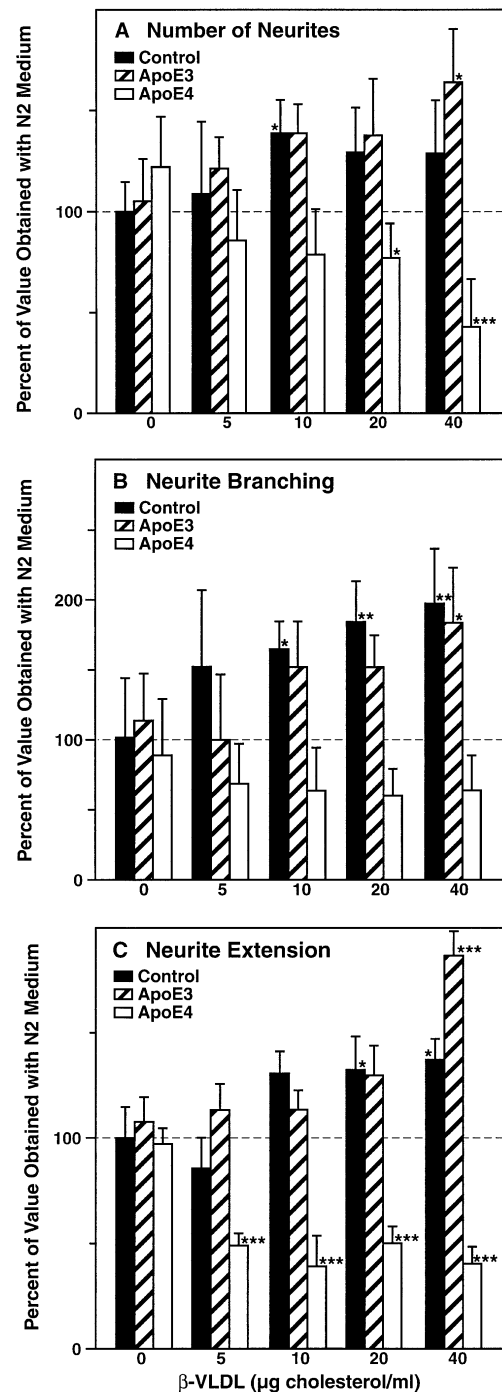 A Number of Neurites
Control
ApoE3
ApoE4
Percent of Value Obtained with N2 Medium
100
0
* * * ***
0 5 10 20 40
B Neurite Branching
Control
ApoE3
ApoE4
Percent of Value Obtained with N2 Medium
200
100
0
* ** ** *
0 5 10 20 40
C Neurite Extension
Control
ApoE3
ApoE4
Percent of Value Obtained with N2 Medium
100
0
*** *** * *** * *** ***
0 5 10 20 40
β-VLDL (μg cholesterol/ml)